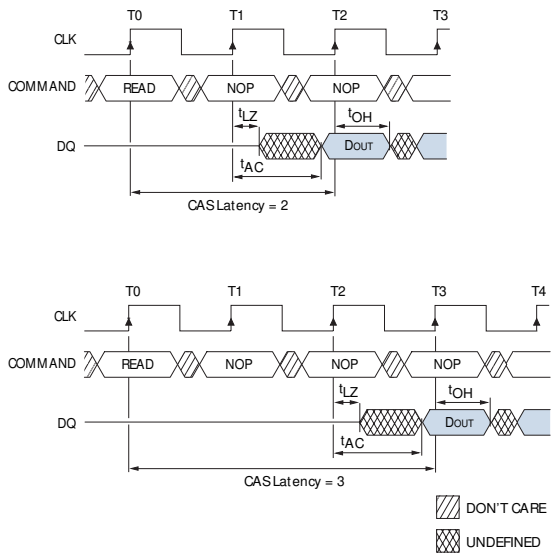 T0 T1 T2 T3
CLK
COMMAND READ NOP NOP
tLZ tOH
DQ DOUT
tAC
CAS Latency = 2
T0 T1 T2 T3 T4
CLK
COMMAND READ NOP NOP NOP
tLZ tOH
DQ DOUT
tAC
CAS Latency = 3
DON'T CARE
UNDEFINED